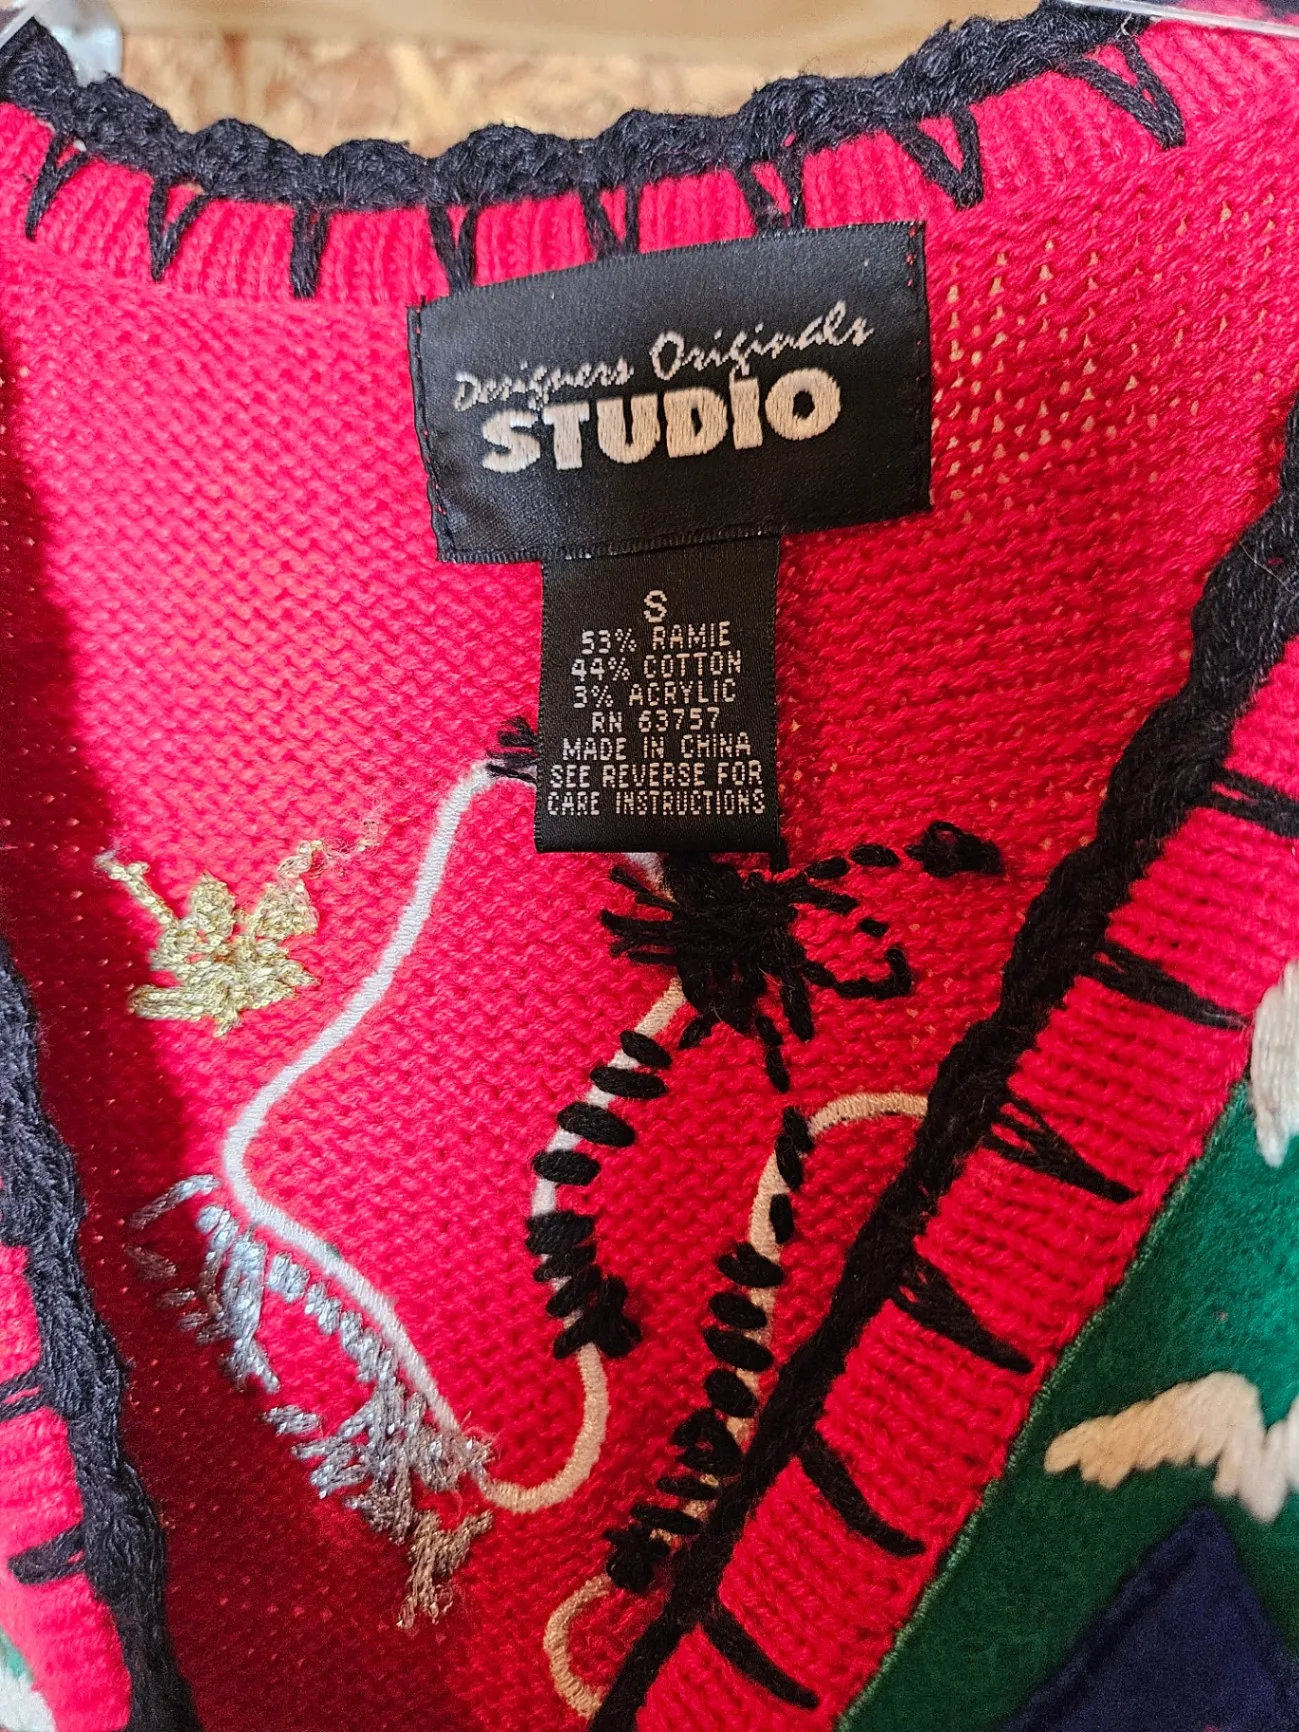 Designers Originals
STUDIO
S
53% RAMIE
44% COTTON
3% ACRYLIC
RN 63757
MADE IN CHINA
SEE REVERSE FOR
CARE INSTRUCTIONS